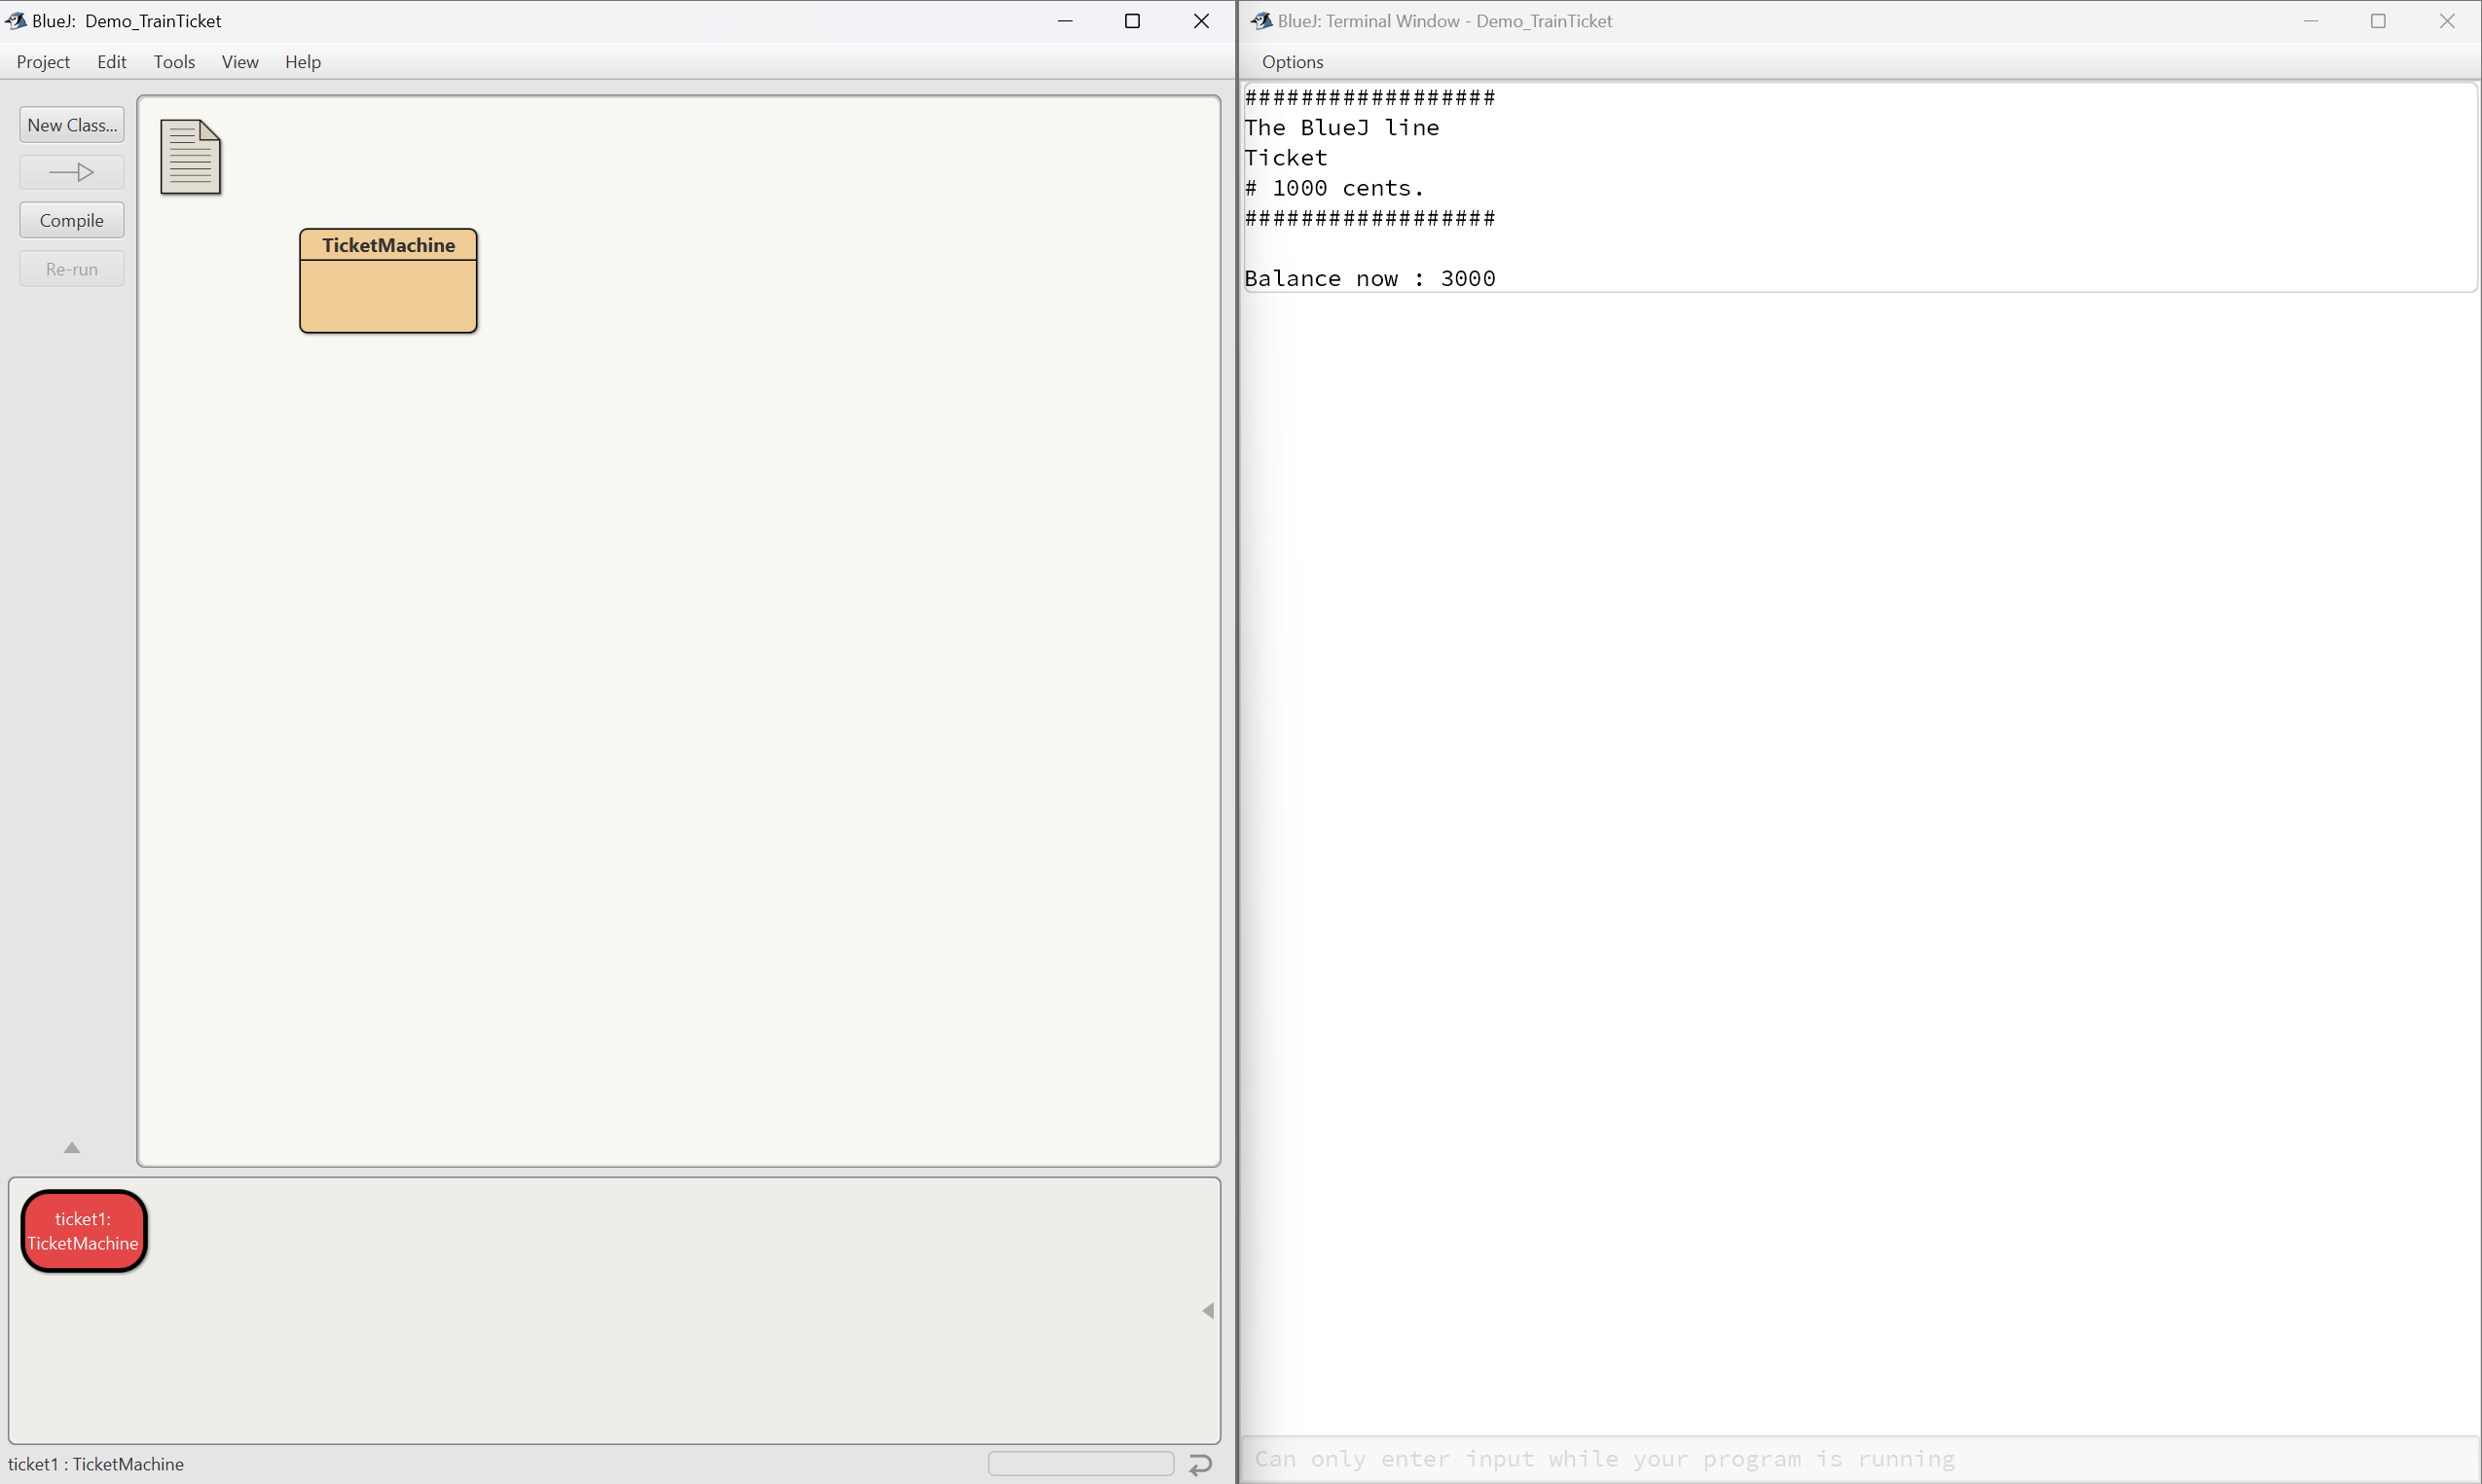 BlueJ: Demo_TrainTicket
Project Edit Tools View Help
New Class...
Compile
Re-run
TicketMachine
ticket1:
TicketMachine
ticket1 : TicketMachine
BlueJ: Terminal Window - Demo_TrainTicket
Options
##################
The BlueJ line
Ticket
# 1000 cents.
##################
Balance now : 3000
Can only enter input while your program is running